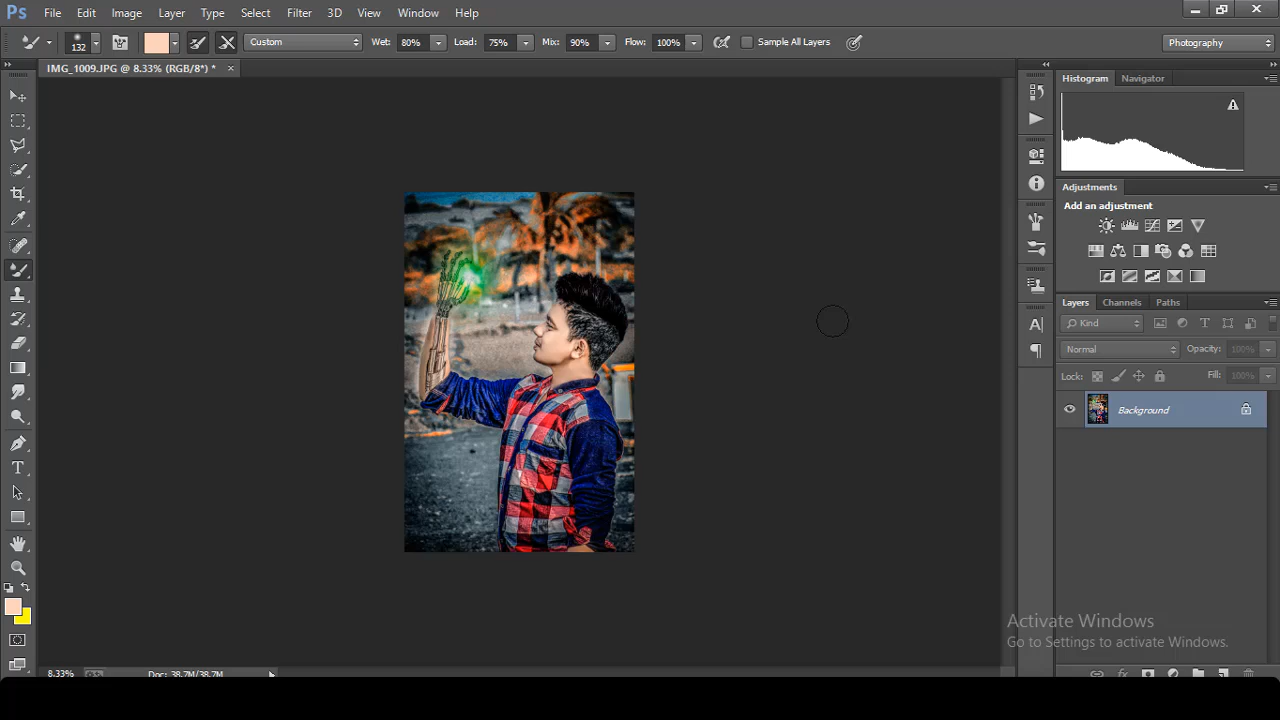 Ps File Edit Image Layer Type Select Filter 3D View Window Help
132 Custom Wet: 80% Load: 75% Mix: 90% Flow: 100% Sample All Layers Photography
IMG_1009.JPG @ 8.33% (RGB/8*) * ×
Histogram Navigator
Adjustments
Add an adjustment
Layers Channels Paths
Kind
Normal Opacity: 100%
Lock: Fill: 100%
Background
Activate Windows
Go to Settings to activate Windows.
8.33% Doc: 38.7M/38.7M